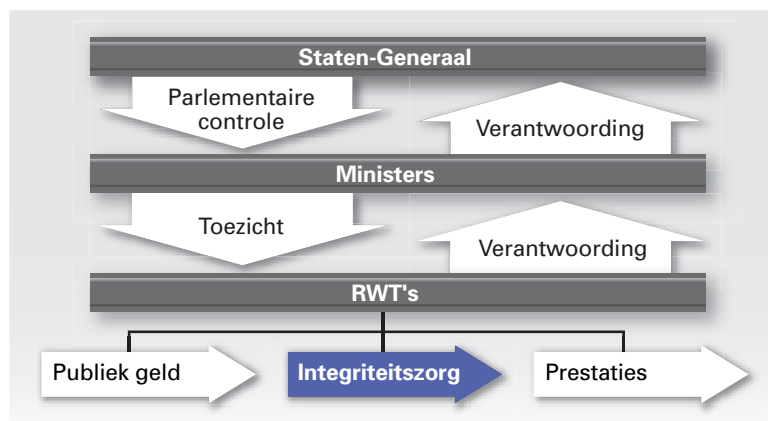 Staten-Generaal
Parlementaire
controle
Verantwoording
Ministers
Toezicht
Verantwoording
RWT's
Publiek geld
Integriteitszorg
Prestaties